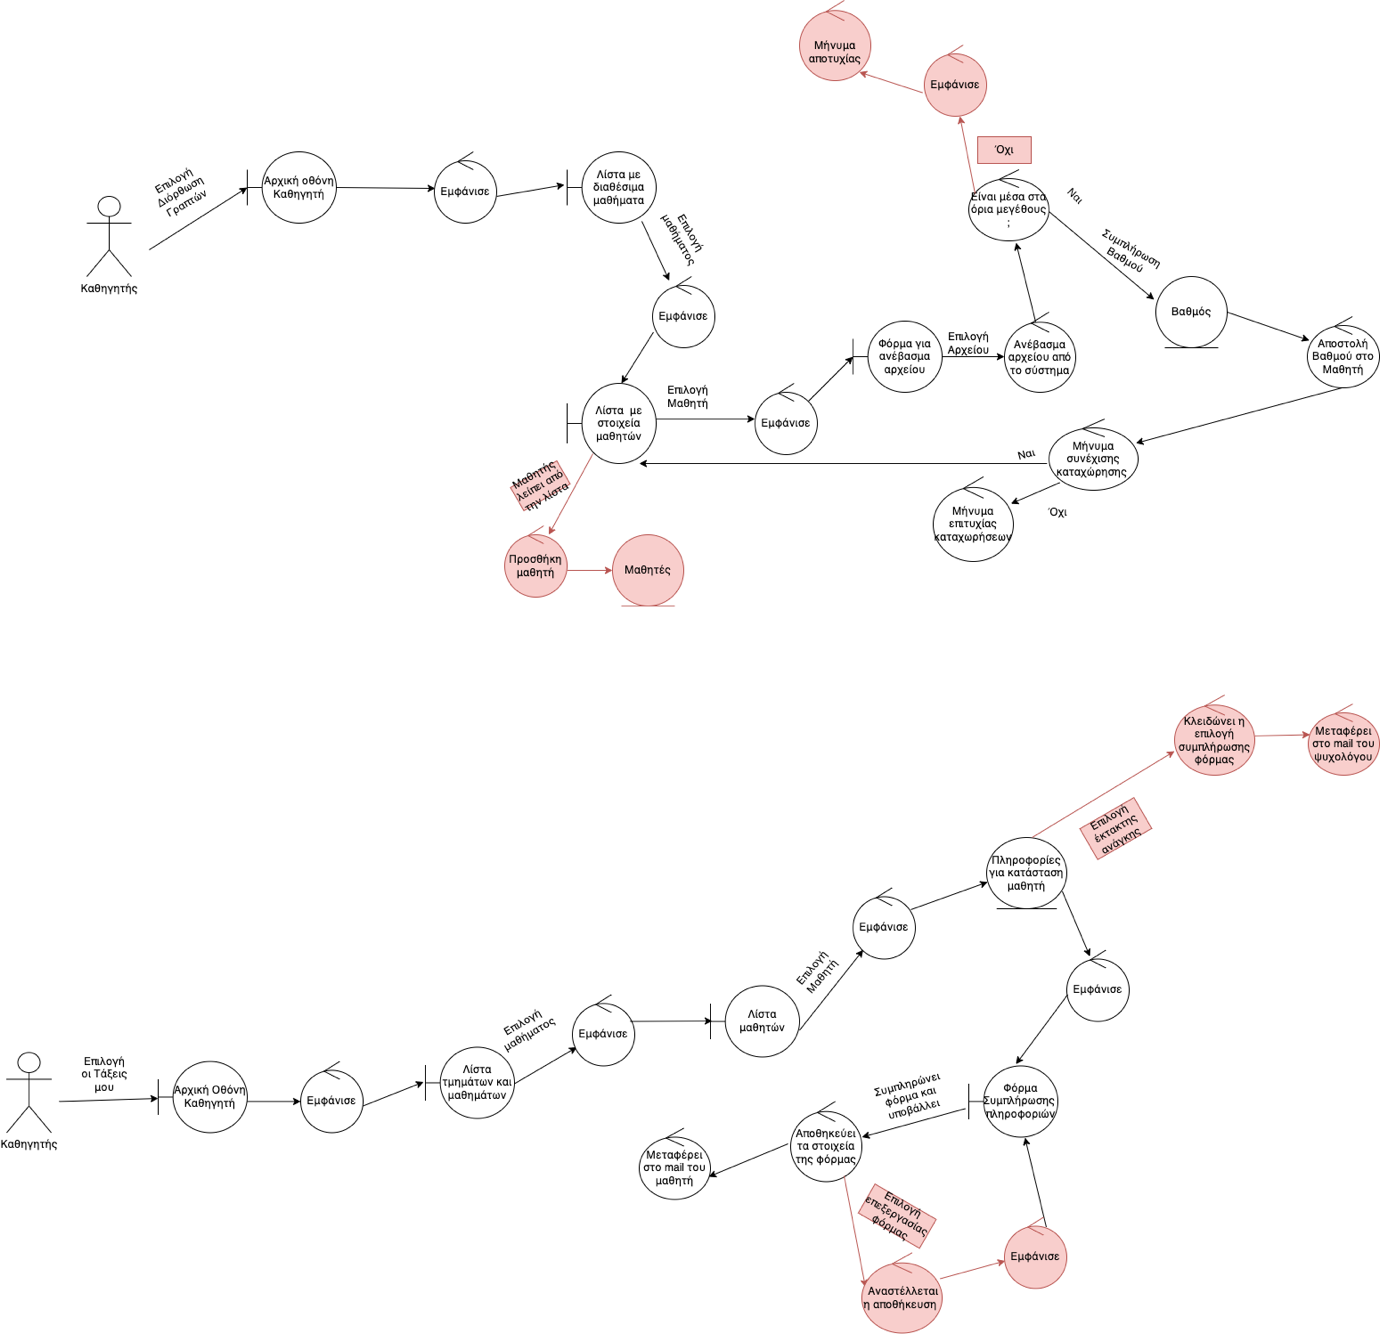 Μήνυμα
αποτυχίας
Εμφάνισε
Όχι
Επιλογή
Διόρθωση
Γραπτών
Αρχική οθόνη
Καθηγητή
Εμφάνισε
Λίστα με
διαθέσιμα
μαθήματα
Είναι μέσα στα
όρια μεγέθους
;
Ναι
Καθηγητής
Επιλογή
μαθήματος
Συμπλήρωση
Βαθμού
Εμφάνισε
Βαθμός
Φόρμα για
ανέβασμα
αρχείου
Επιλογή
Αρχείου
Ανέβασμα
αρχείου από
το σύστημα
Αποστολή
Βαθμού στο
Μαθητή
Λίστα με
στοιχεία
μαθητών
Επιλογή
Μαθητή
Εμφάνισε
Μήνυμα
συνέχισης
καταχώρησης
Ναι
Όχι
Μαθητής
λείπει από
την λίστα
Μήνυμα
επιτυχίας
καταχωρήσεων
Προσθήκη
μαθητή
Μαθητές
Κλειδώνει η
επιλογή
συμπλήρωσης
φόρμας
Μεταφέρει
στο mail του
ψυχολόγου
Επιλογή
έκτακτης
ανάγκης
Πληροφορίες
για κατάσταση
μαθητή
Εμφάνισε
Επιλογή
Μαθητή
Εμφάνισε
Λίστα
μαθητών
Επιλογή
μαθήματος
Εμφάνισε
Επιλογή
οι Τάξεις
μου
Αρχική Οθόνη
Καθηγητή
Εμφάνισε
Λίστα
τμημάτων και
μαθημάτων
Καθηγητής
Φόρμα
Συμπλήρωσης
πληροφοριών
Συμπληρώνει
φόρμα και
υποβάλλει
Αποθηκεύει
τα στοιχεία
της φόρμας
Μεταφέρει
στο mail του
μαθητή
Επιλογή
επεξεργασίας
φόρμας
Εμφάνισε
Αναστέλλεται
η αποθήκευση